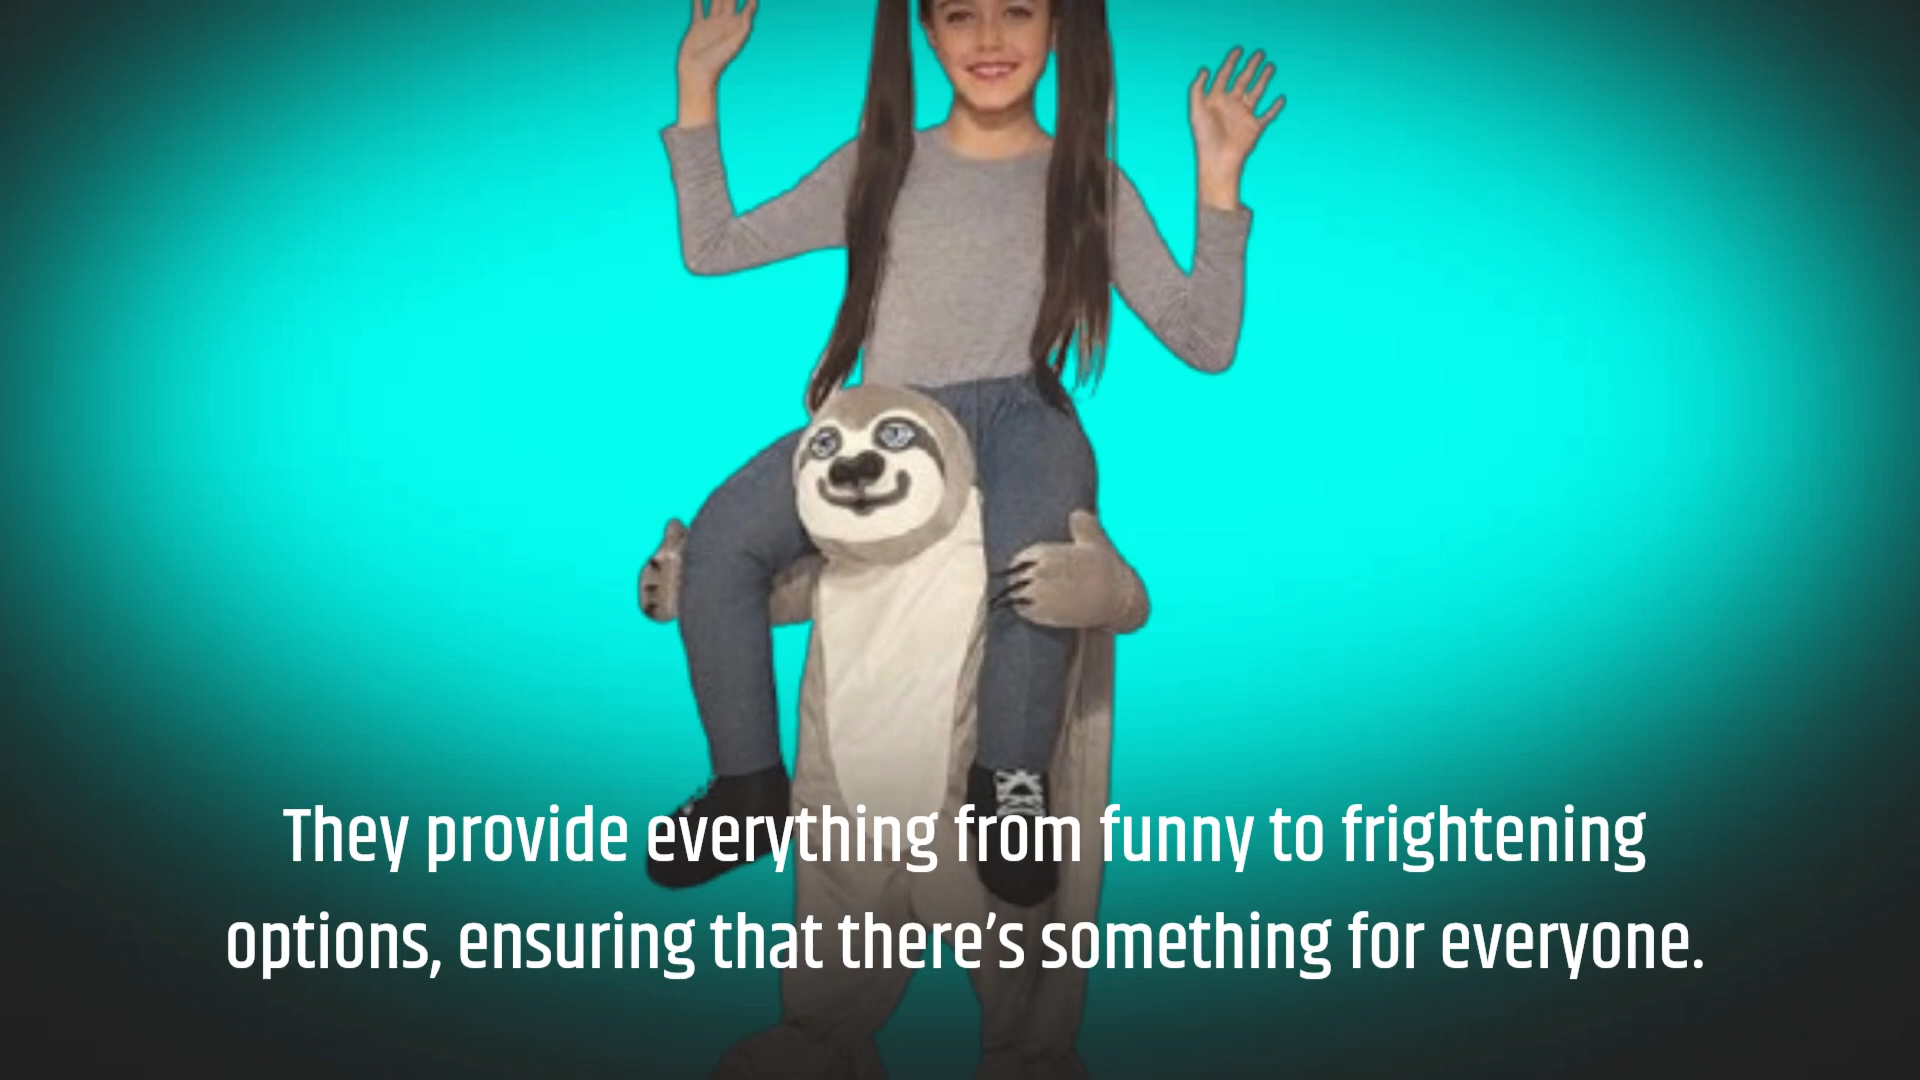 They provide everything from funny to frightening
options, ensuring that there’s something for everyone.